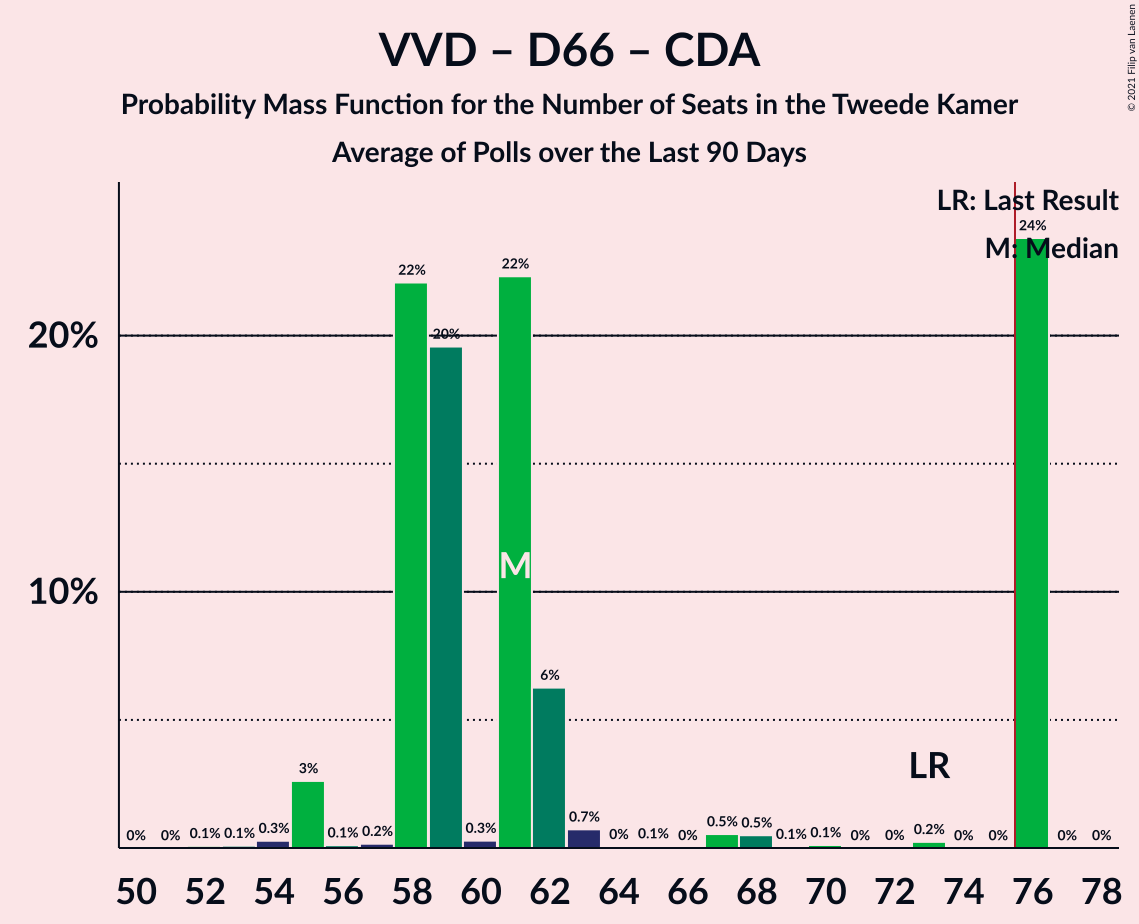 VVD – D66 – CDA
Probability Mass Function for the Number of Seats in the Tweede Kamer
Average of Polls over the Last 90 Days
© 2021 Filip van Laenen
LR: Last Result
M: Median
20%
10%
0% 0% 0.1% 0.1% 0.3% 3% 0.1% 0.2% 22% 20% 0.3% 22% 6% 0.7% 0% 0.1% 0% 0.5% 0.5% 0.1% 0.1% 0% 0% 0.2% 0% 0% 24% 0% 0%
M
LR
50 52 54 56 58 60 62 64 66 68 70 72 74 76 78